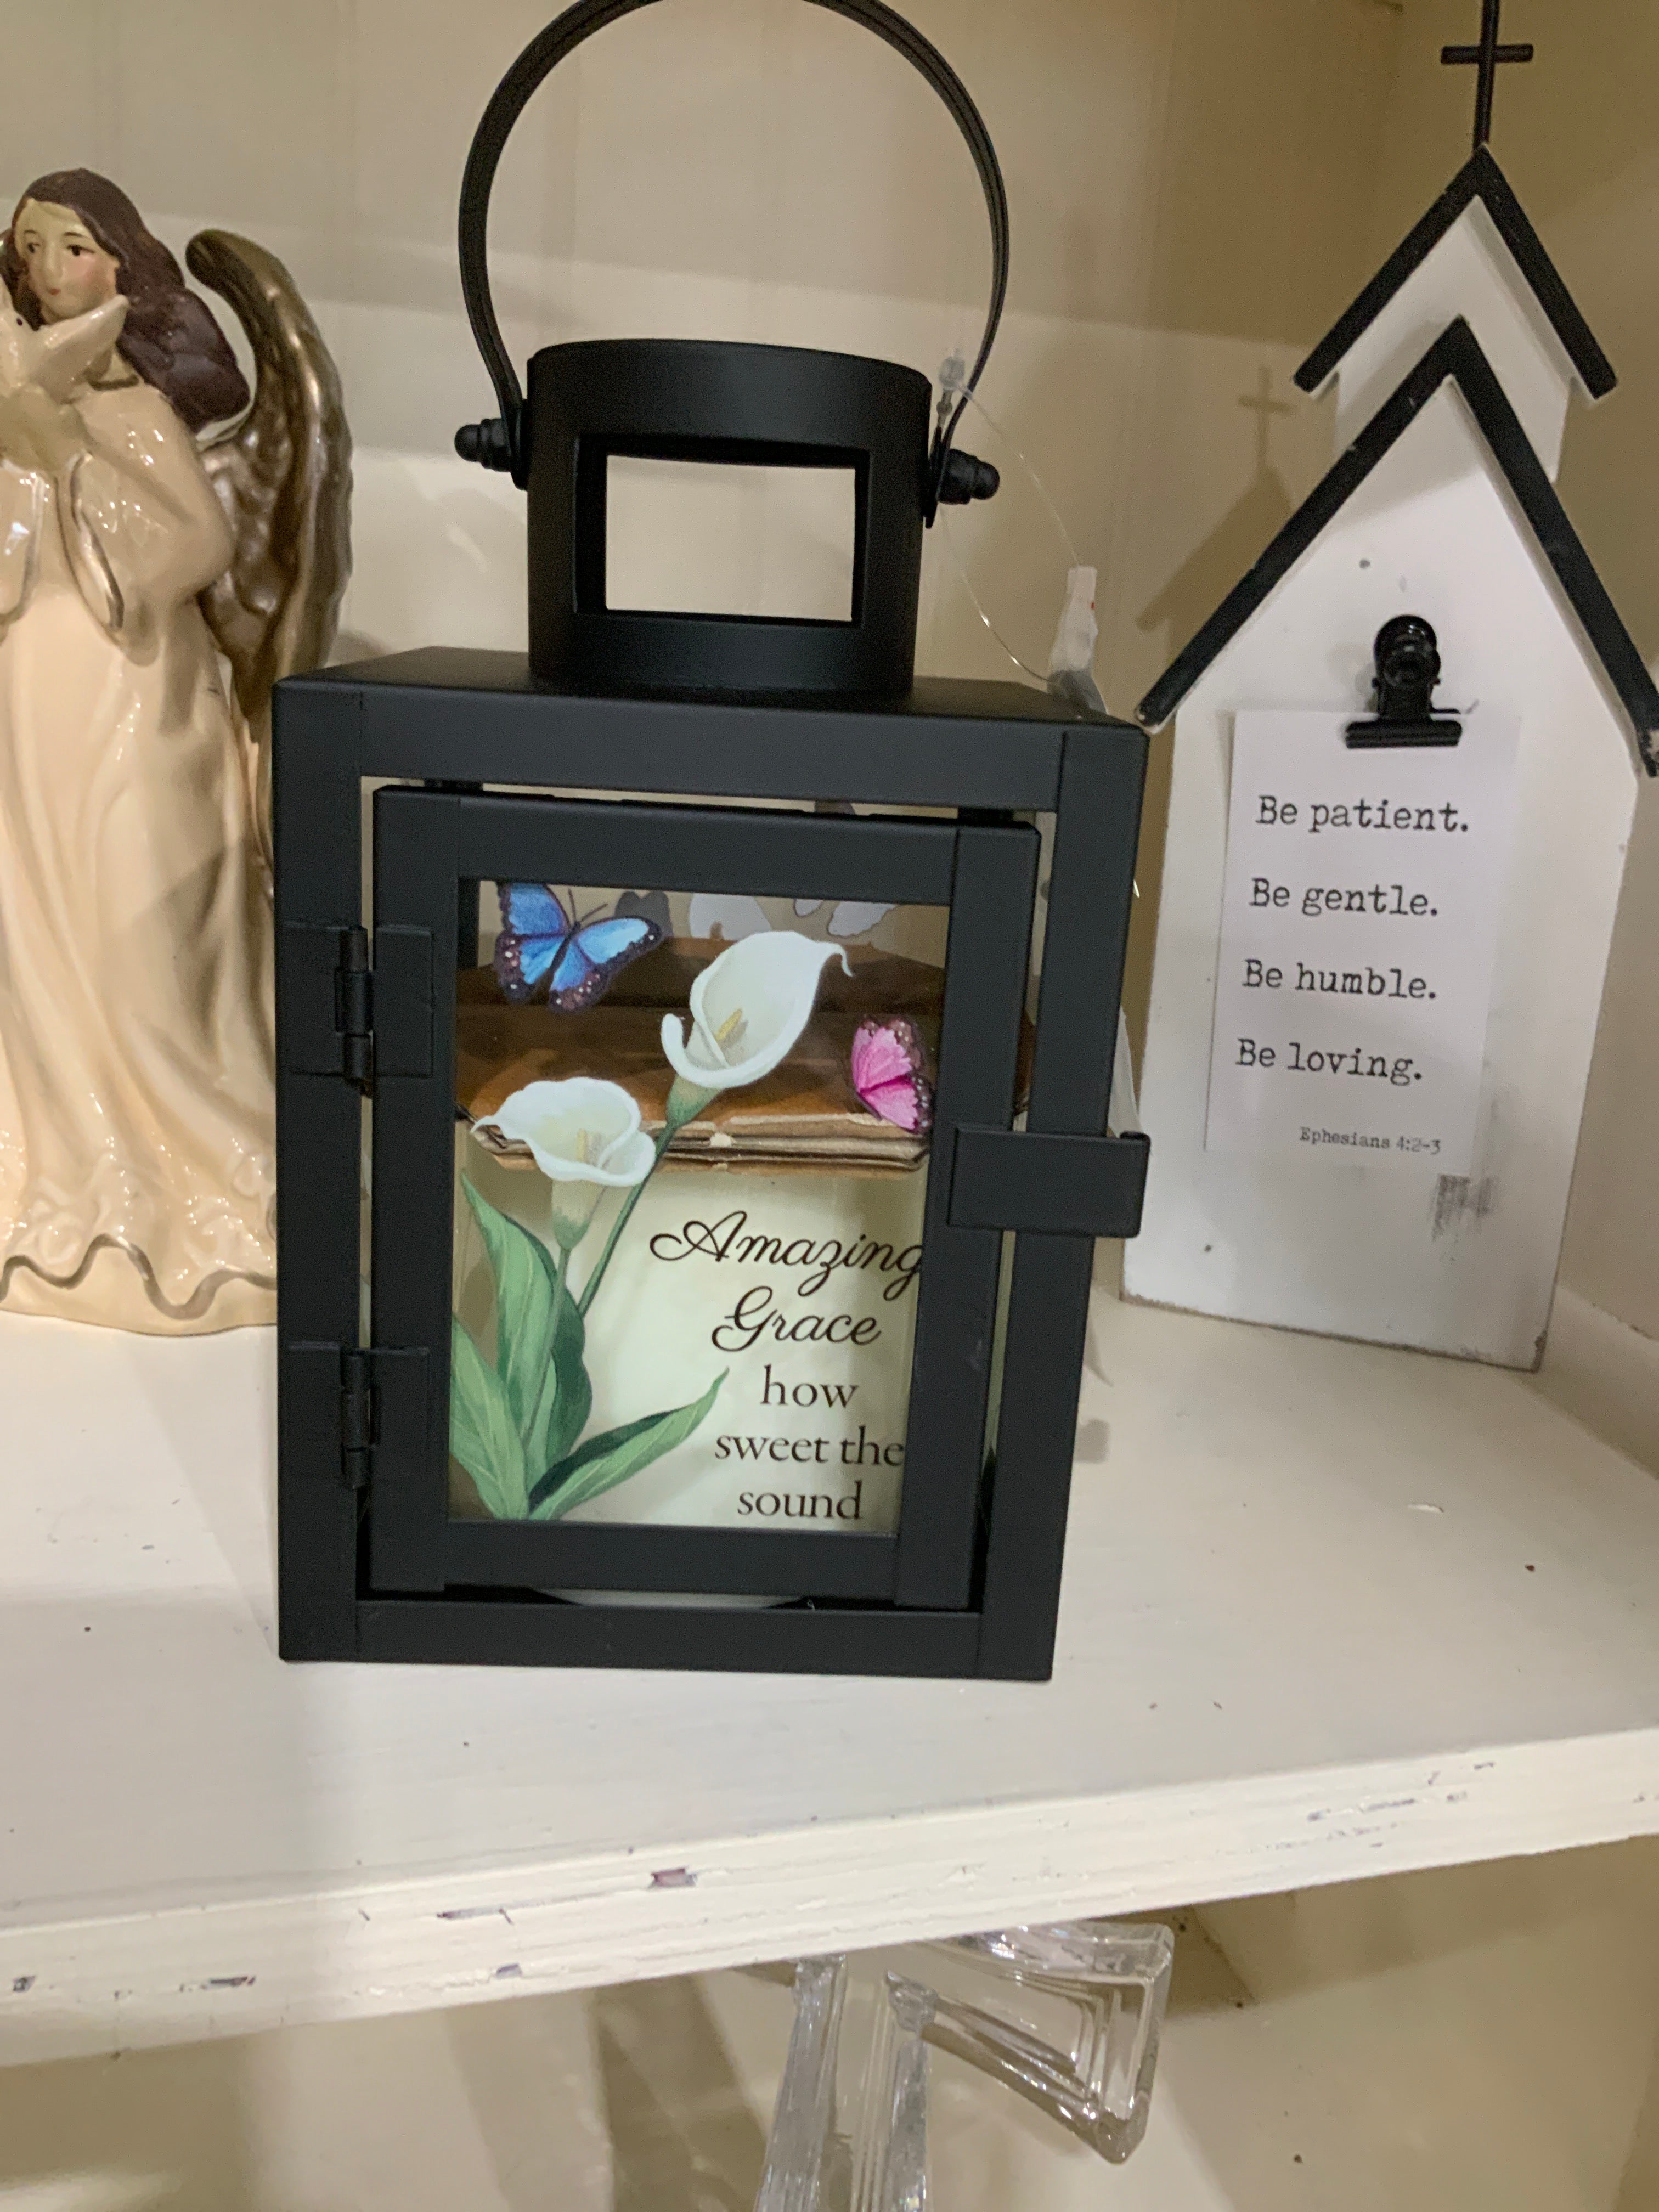 Amazing
Grace
how
sweet the
sound
Be patient.
Be gentle.
Be humble.
Be loving.
Ephesians 4:2-3